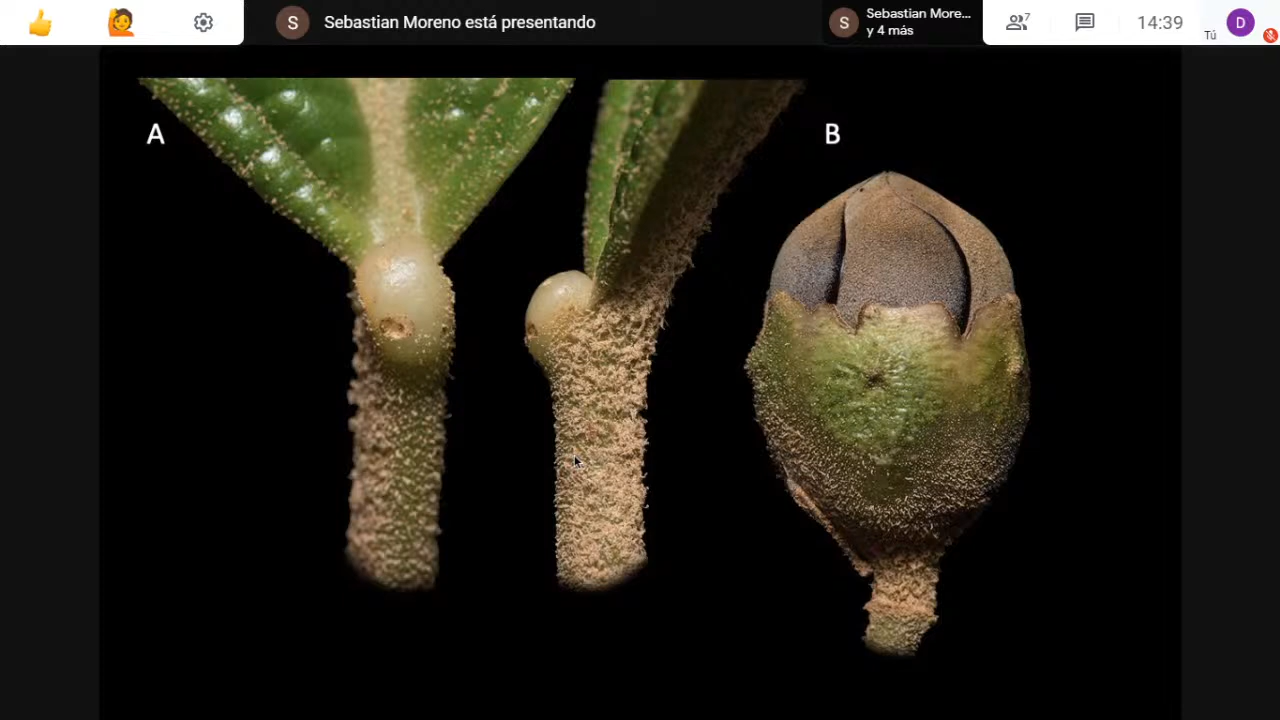 S Sebastian Moreno está presentando
S Sebastian More...
y 4 más
7
14:39
Tú
D
A
B